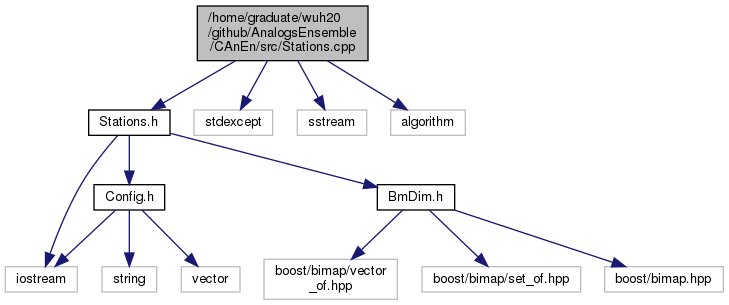 /home/graduate/wuh20
/github/AnalogsEnsemble
/CAnEn/src/Stations.cpp
Stations.h
stdexcept
sstream
algorithm
Config.h
BmDim.h
iostream
string
vector
boost/bimap/vector
_of.hpp
boost/bimap/set_of.hpp
boost/bimap.hpp